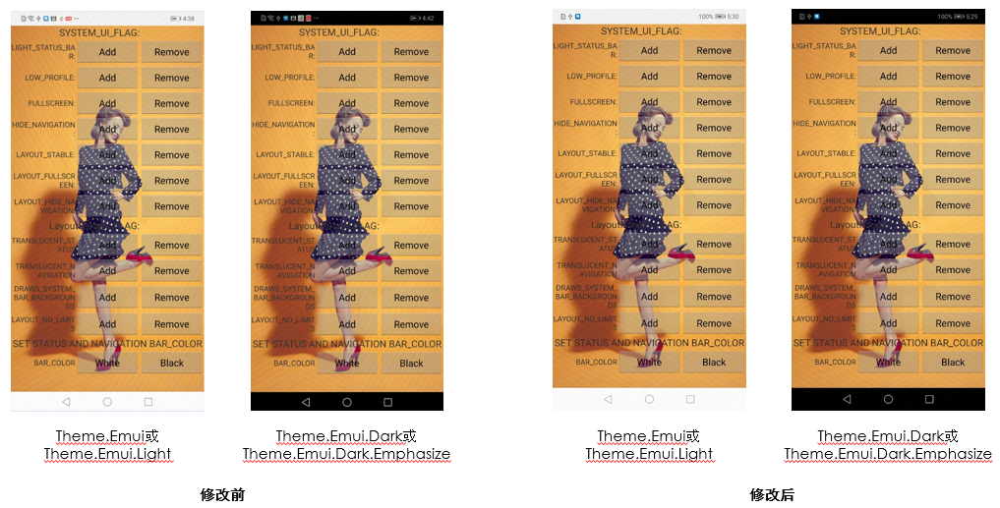 4:38
SYSTEM_UI_FLAG:
LIGHT_STATUS_BA
R:
Add
Remove
LOW_PROFILE:
Add
Remove
FULLSCREEN:
Add
Remove
HIDE_NAVIGATION
:
Add
Remove
LAYOUT_STABLE:
Add
Remove
LAYOUT_FULLSCR
EEN:
Add
Remove
LAYOUT_HIDE_NA
VIGATION:
Add
Remove
Layou AG:
TRANSLUCENT_ST
ATUS:
Add
Remove
TRANSLUCENT_N
AVIGATION
Add
Remove
DRAWS_SYSTEM_
BAR_BACKGROUN
DS
Add
Remove
LAYOUT_NO_LIMIT
S
Add
Remove
SET STATUS AND NAVIGATION BAR_COLOR
BAR_COLOR
White
Black
Theme.Emui或
Theme.Emui.Light
4:42
SYSTEM_UI_FLAG:
LIGHT_STATUS_BA
R:
Add
Remove
LOW_PROFILE:
Add
Remove
FULLSCREEN:
Add
Remove
HIDE_NAVIGATION
:
Add
Remove
LAYOUT_STABLE:
Add
Remove
LAYOUT_FULLSCR
EEN:
Add
Remove
LAYOUT_HIDE_NA
VIGATION:
Add
Remove
Layou AG:
TRANSLUCENT_ST
ATUS:
Add
Remove
TRANSLUCENT_N
AVIGATION
Add
Remove
DRAWS_SYSTEM_
BAR_BACKGROUN
DS
Add
Remove
LAYOUT_NO_LIMIT
S
Add
Remove
SET STATUS AND NAVIGATION BAR_COLOR
BAR_COLOR
White
Black
Theme.Emui.Dark或
Theme.Emui.Dark.Emphasize
修改前
100% 5:30
SYSTEM_UI_FLAG:
LIGHT_STATUS_BA
R:
Add
Remove
LOW_PROFILE:
Add
Remove
FULLSCREEN:
Add
Remove
HIDE_NAVIGATION
:
Add
Remove
LAYOUT_STABLE:
Add
Remove
LAYOUT_FULLSCR
EEN:
Add
Remove
LAYOUT_HIDE_NA
VIGATION:
Add
Remove
Layou AG:
TRANSLUCENT_ST
ATUS:
Add
Remove
TRANSLUCENT_N
AVIGATION
Add
Remove
DRAWS_SYSTEM_
BAR_BACKGROUN
DS
Add
Remove
LAYOUT_NO_LIMIT
S
Add
Remove
SET STATUS AND NAVIGATION BAR_COLOR
BAR_COLOR
White
Black
Theme.Emui或
Theme.Emui.Light
100% 5:29
SYSTEM_UI_FLAG:
LIGHT_STATUS_BA
R:
Add
Remove
LOW_PROFILE:
Add
Remove
FULLSCREEN:
Add
Remove
HIDE_NAVIGATION
:
Add
Remove
LAYOUT_STABLE:
Add
Remove
LAYOUT_FULLSCR
EEN:
Add
Remove
LAYOUT_HIDE_NA
VIGATION:
Add
Remove
Layou AG:
TRANSLUCENT_ST
ATUS:
Add
Remove
TRANSLUCENT_N
AVIGATION
Add
Remove
DRAWS_SYSTEM_
BAR_BACKGROUN
DS
Add
Remove
LAYOUT_NO_LIMIT
S
Add
Remove
SET STATUS AND NAVIGATION BAR_COLOR
BAR_COLOR
White
Black
Theme.Emui.Dark或
Theme.Emui.Dark.Emphasize
修改后